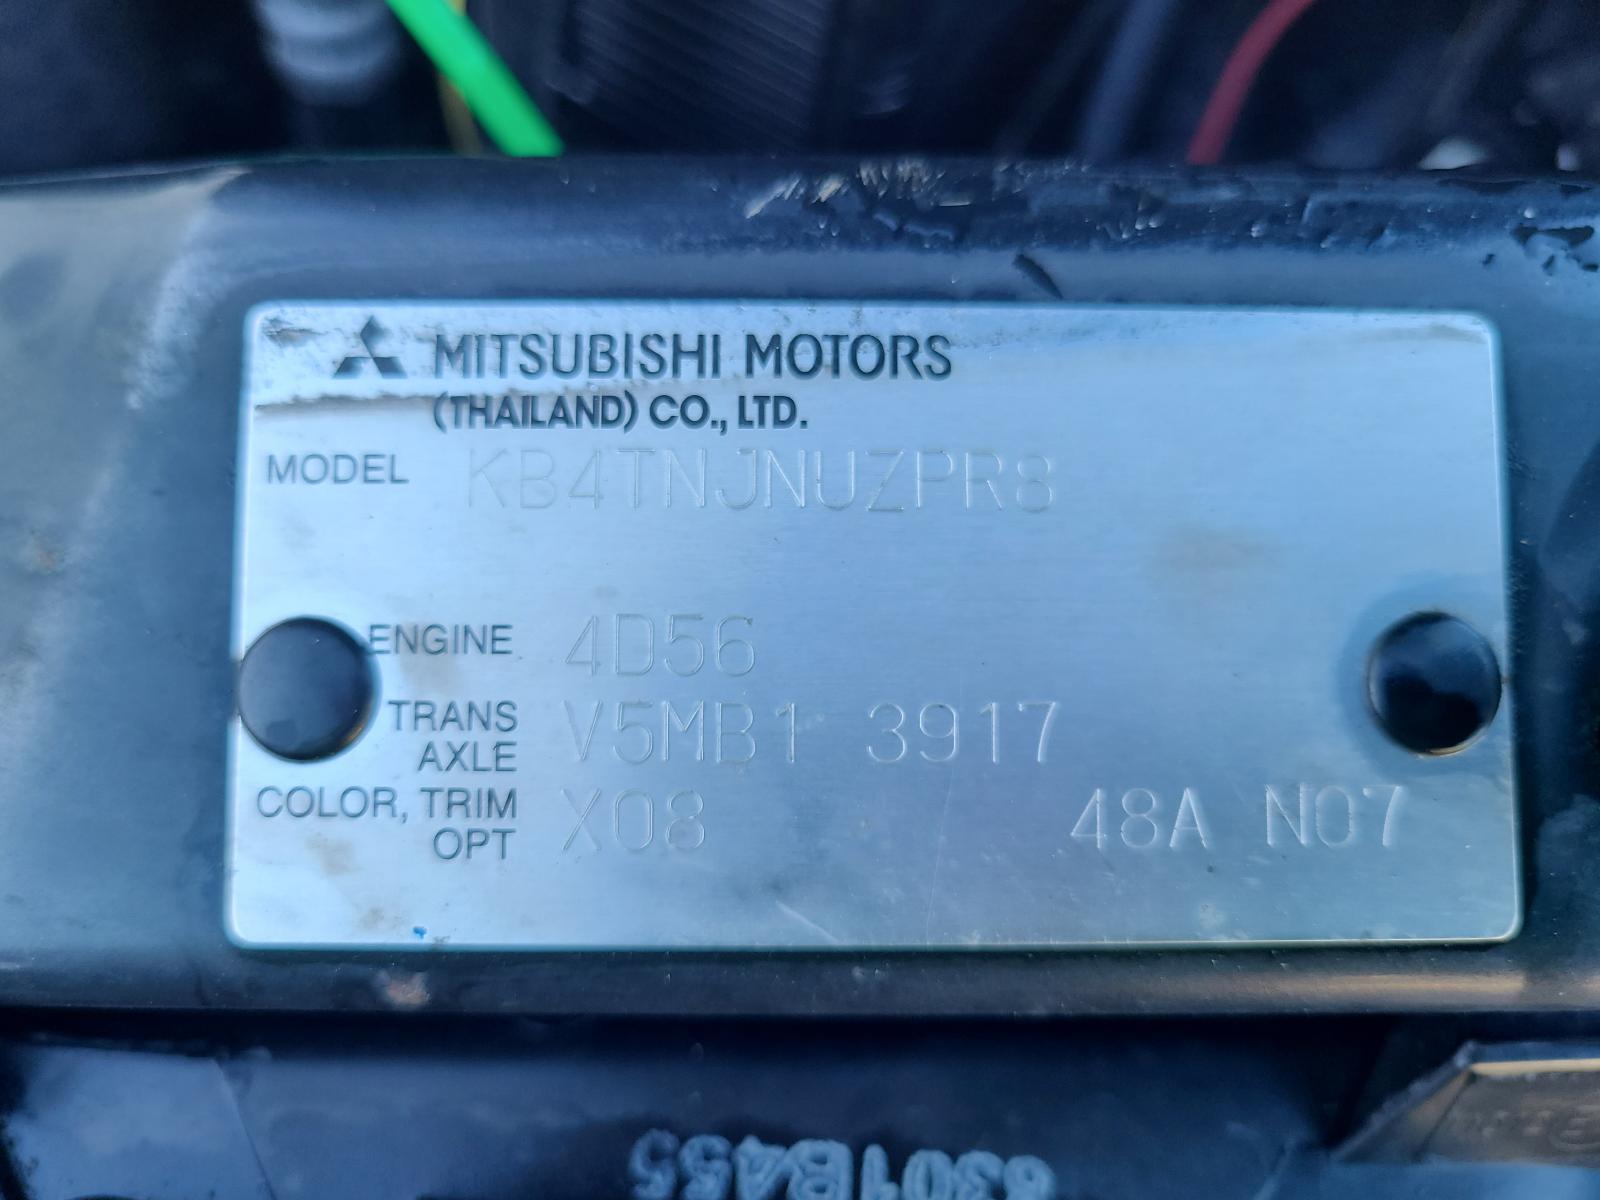 MITSUBISHI MOTORS
(THAILAND) CO., LTD.
MODEL KB4TNJNUZPR8
ENGINE 4D56
TRANS AXLE V5MB1 3917
COLOR, TRIM OPT X08 48A N07
6301B455